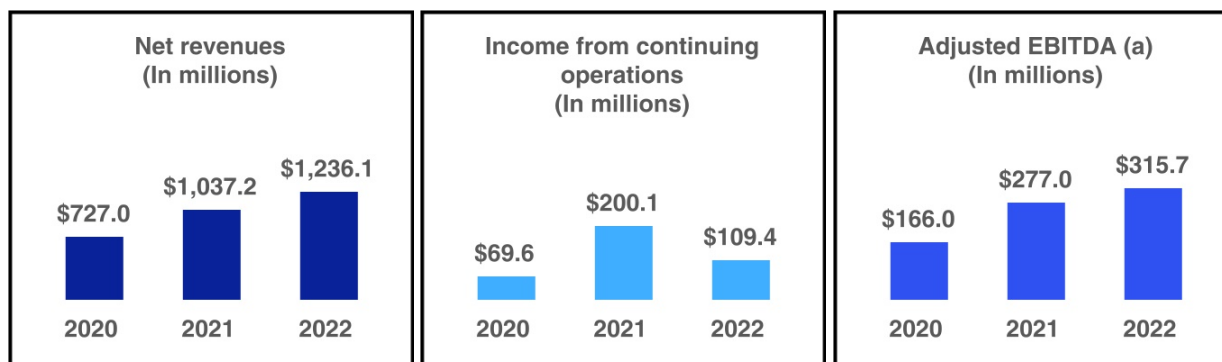 Net revenues
(In millions)
$727.0
$1,037.2
$1,236.1
2020
2021
2022
Income from continuing
operations
(In millions)
$69.6
$200.1
$109.4
2020
2021
2022
Adjusted EBITDA (a)
(In millions)
$166.0
$277.0
$315.7
2020
2021
2022